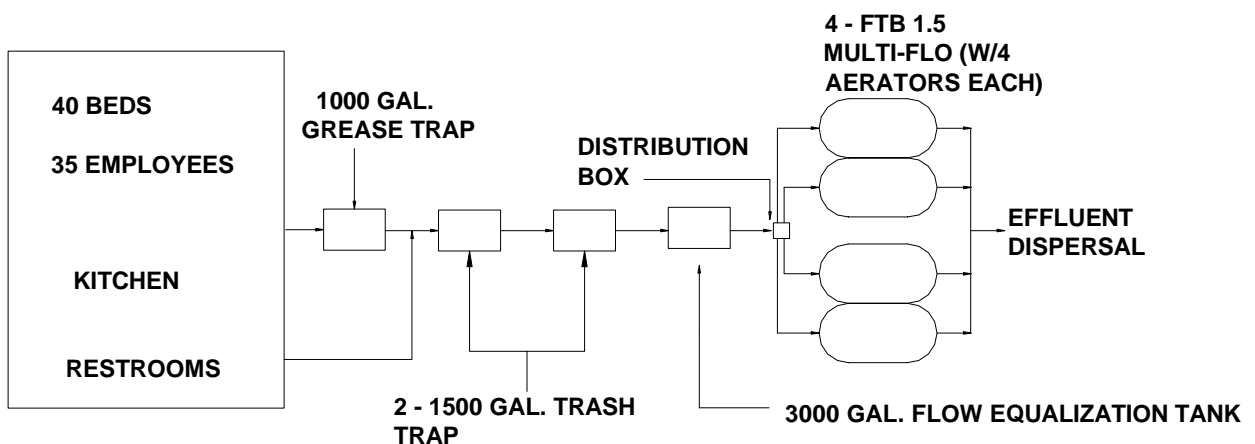 4 - FTB 1.5
MULTI-FLO (W/4
AERATORS EACH)
40 BEDS
35 EMPLOYEES
KITCHEN
RESTROOMS
1000 GAL.
GREASE TRAP
DISTRIBUTION
BOX
EFFLUENT
DISPERSAL
2 - 1500 GAL. TRASH
TRAP
3000 GAL. FLOW EQUALIZATION TANK